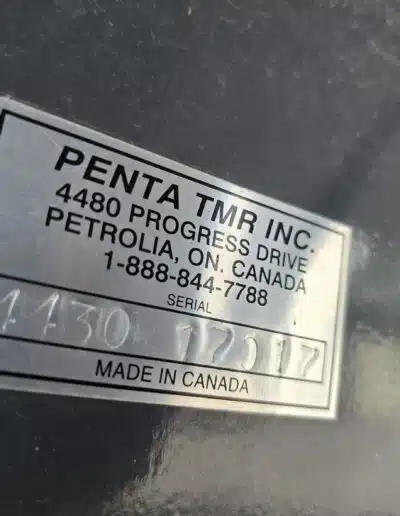 PENTA TMR INC.
4480 PROGRESS DRIVE
PETROLIA, ON. CANADA
1-888-844-7788
SERIAL
MADE IN CANADA